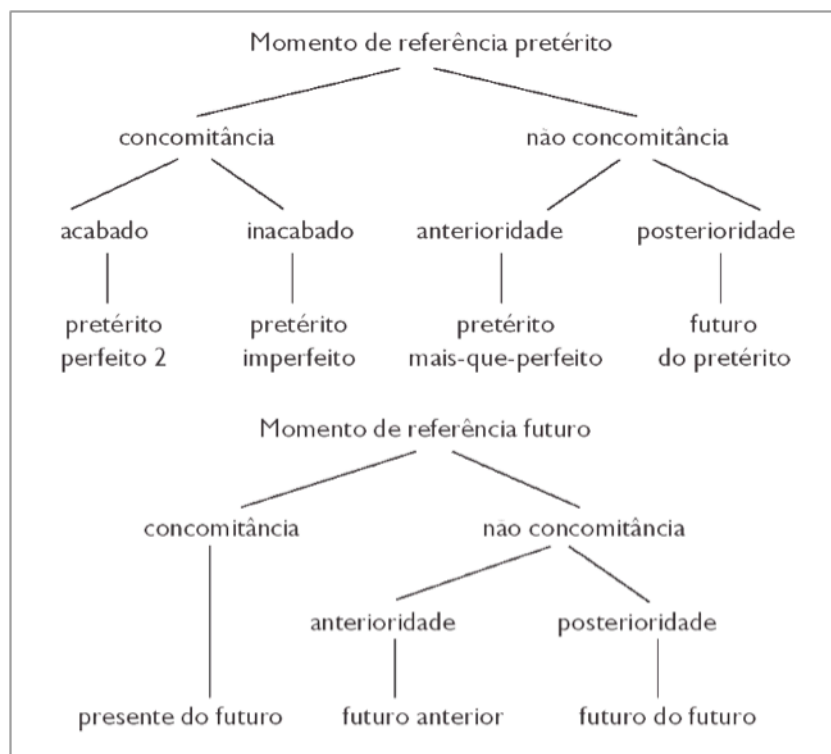 Momento de referência pretérito
concomitância não concomitância
acabado inacabado anterioridade posterioridade
pretérito pretérito pretérito futuro
perfeito 2 imperfeito mais-que-perfeito do pretérito
Momento de referência futuro
concomitância não concomitância
anterioridade posterioridade
presente do futuro futuro anterior futuro do futuro